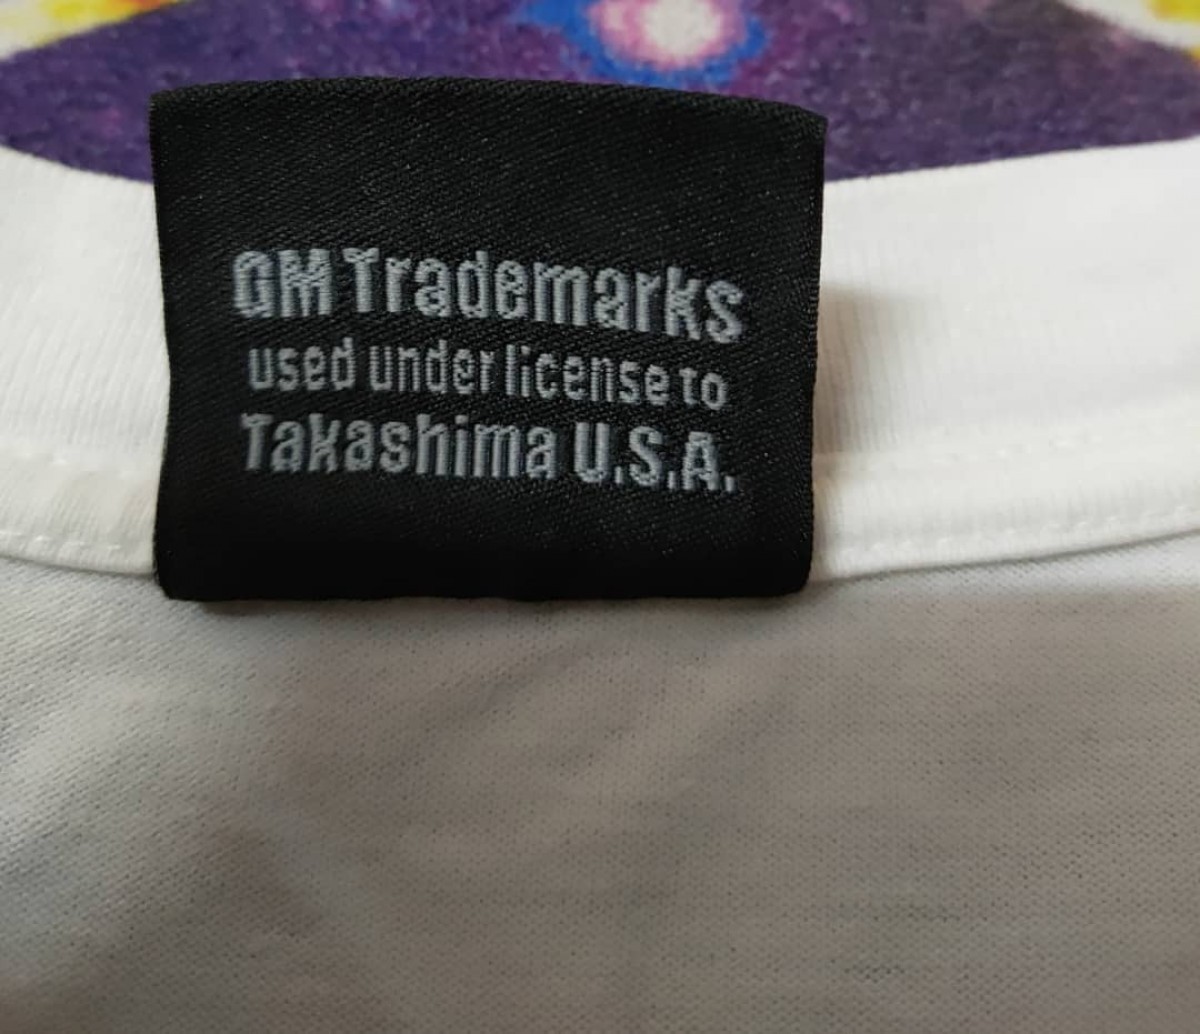 GM Trademarks
used under license to
Takashima U.S.A.